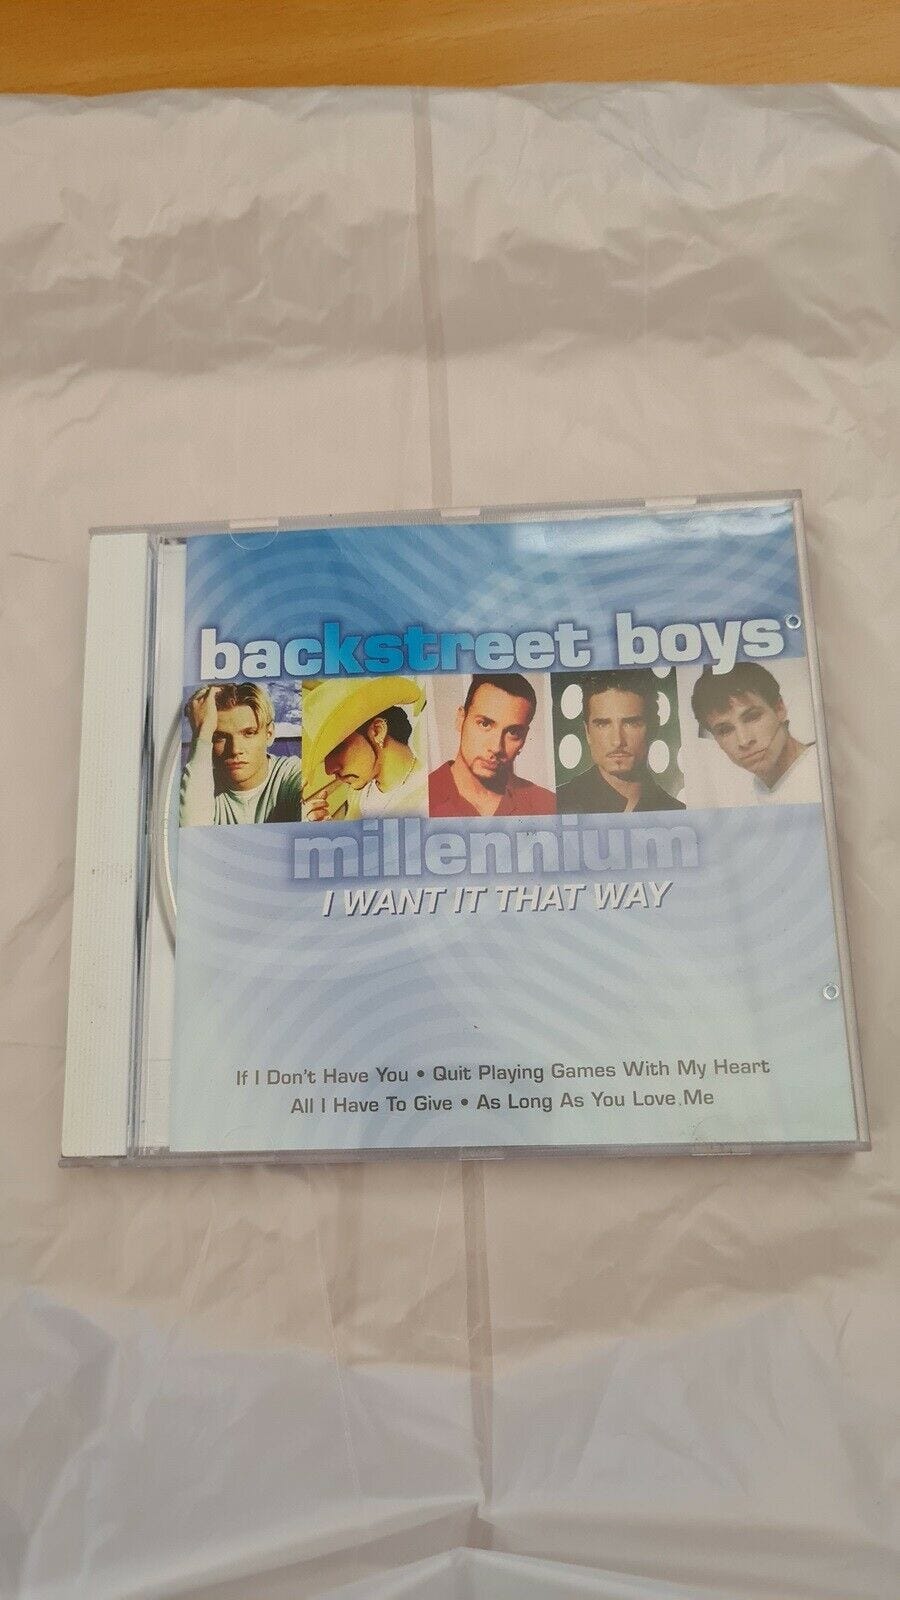 backstreet boys
millennium
I WANT IT THAT WAY
If I Don't Have You • Quit Playing Games With My Heart
All I Have To Give • As Long As You Love Me